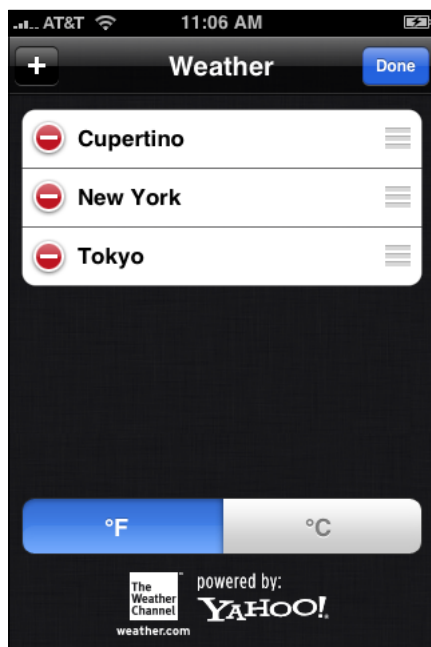 AT&T 11:06 AM
+ Weather Done
Cupertino
New York
Tokyo
°F °C
The
Weather
Channel
weather.com
powered by:
YAHOO!